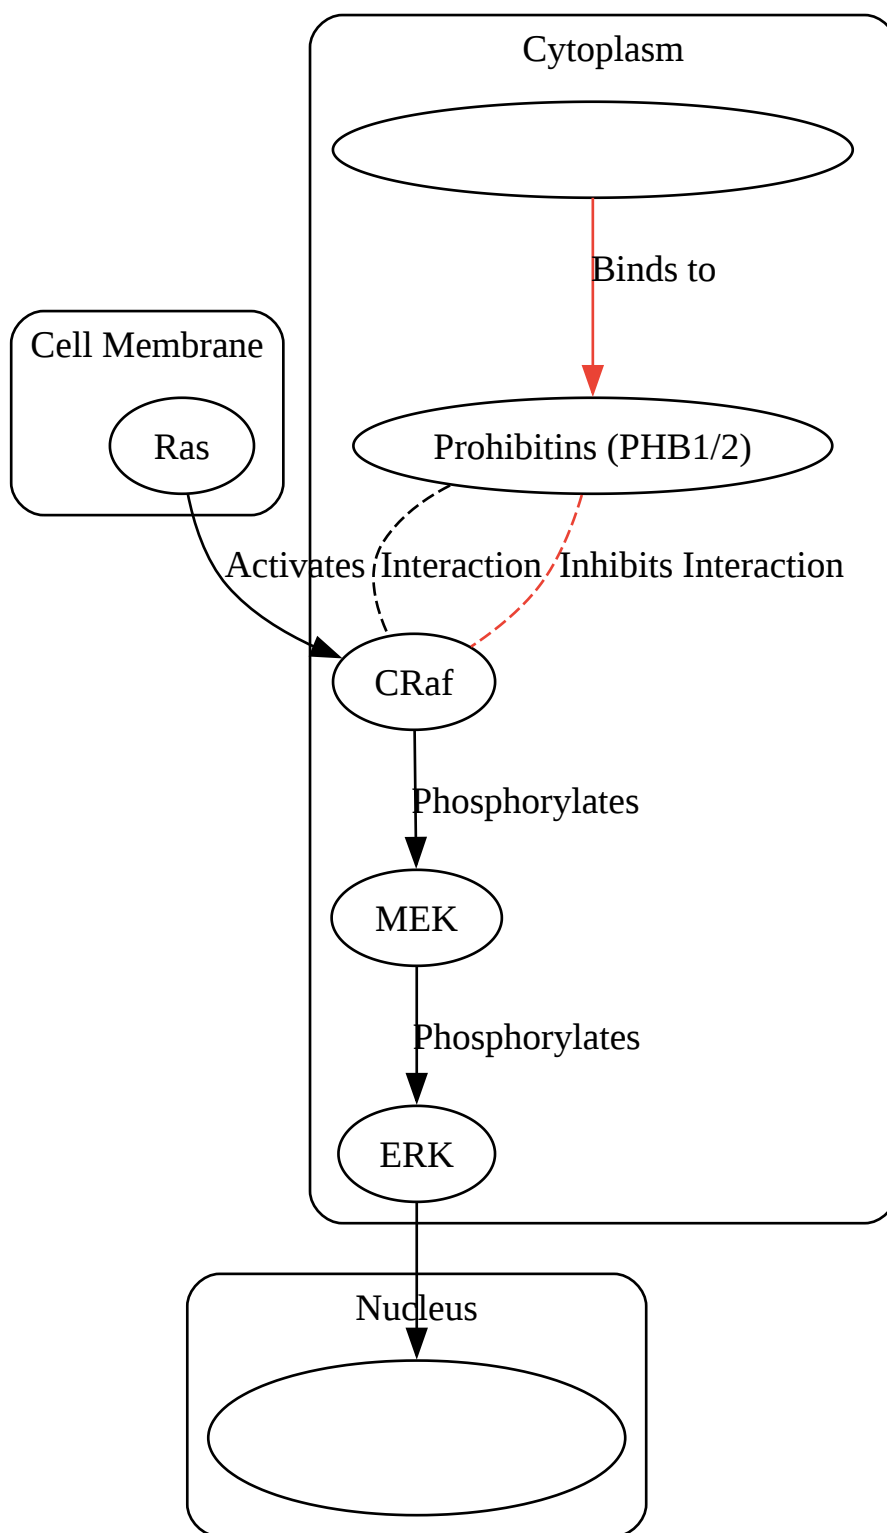 Cytoplasm
Binds to
Cell Membrane
Ras
Prohibitins (PHB1/2)
Activates
Interaction
Inhibits Interaction
CRaf
Phosphorylates
MEK
Phosphorylates
ERK
Nucleus